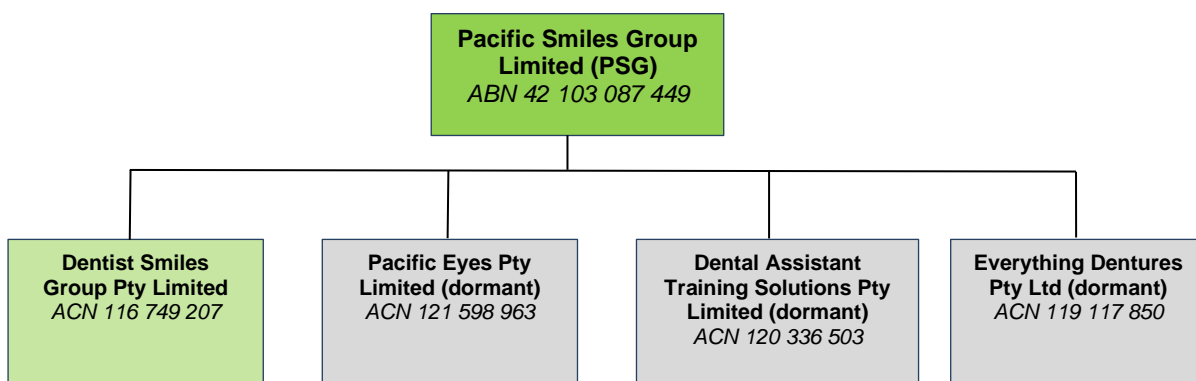 Pacific Smiles Group
Limited (PSG)
ABN 42 103 087 449
Dentist Smiles
Group Pty Limited
ACN 116 749 207
Pacific Eyes Pty
Limited (dormant)
ACN 121 598 963
Dental Assistant
Training Solutions Pty
Limited (dormant)
ACN 120 336 503
Everything Dentures
Pty Ltd (dormant)
ACN 119 117 850